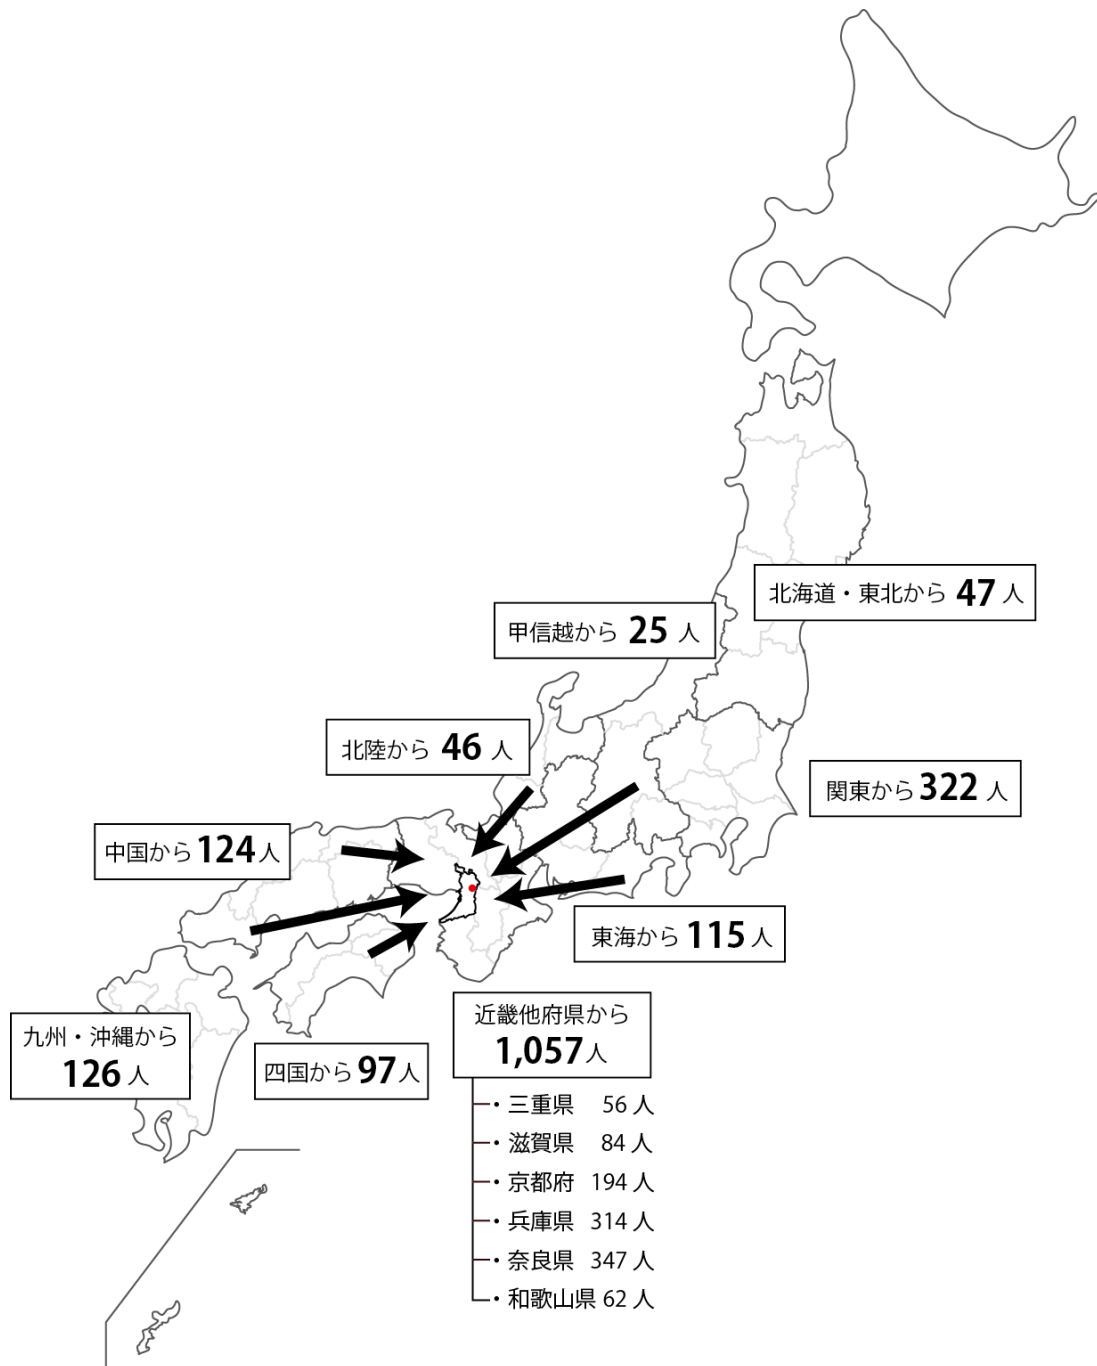 北海道・東北から 47 人
甲信越から 25 人
北陸から 46 人
関東から 322 人
中国から 124 人
東海から 115 人
近畿他府県から
1,057 人
九州・沖縄から
126 人
四国から 97 人
・三重県 56 人
・滋賀県 84 人
・京都府 194 人
・兵庫県 314 人
・奈良県 347 人
・和歌山県 62 人